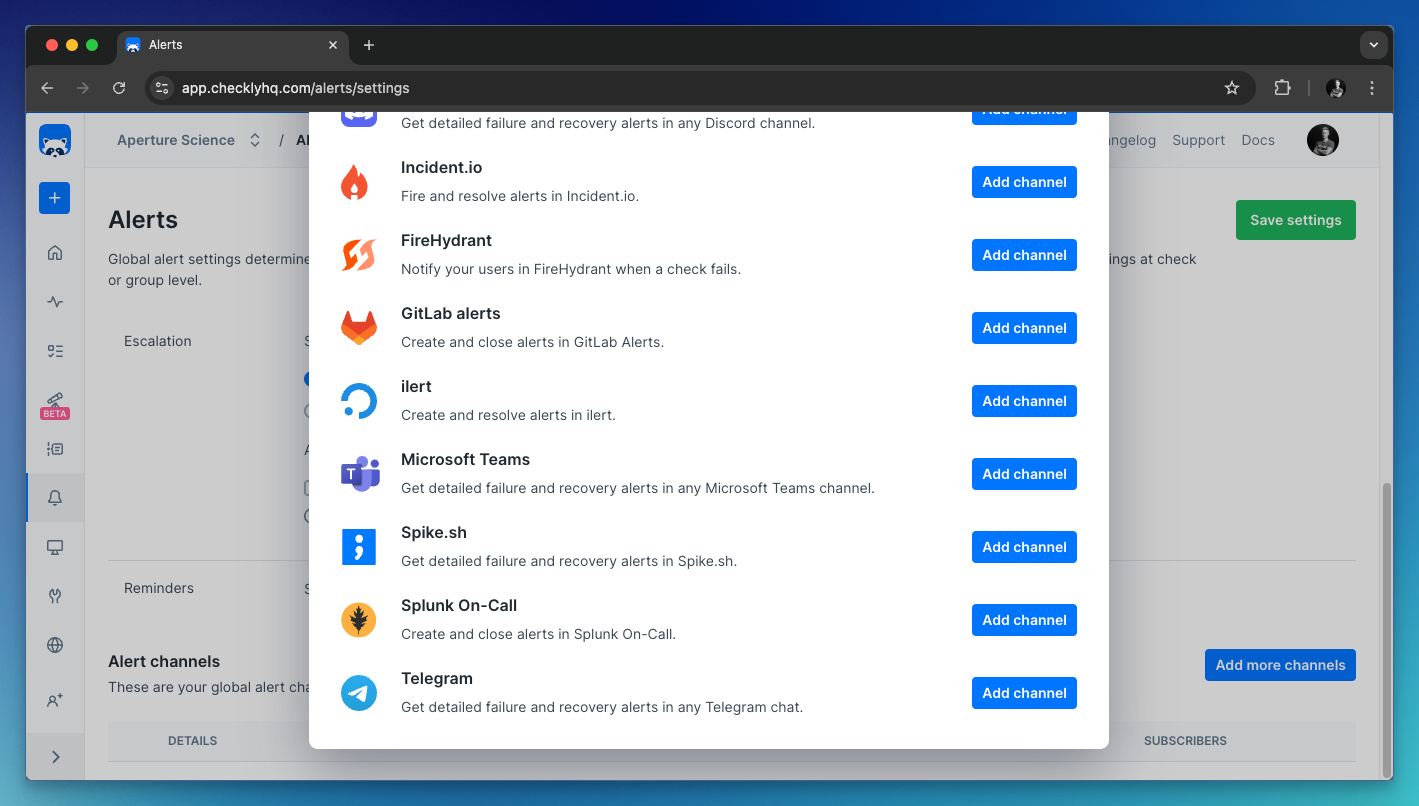 Alerts
app.checklyhq.com/alerts/settings
Aperture Science
/
Support
Docs
Get detailed failure and recovery alerts in any Discord channel.
Add channel
Incident.io
Fire and resolve alerts in Incident.io.
Add channel
FireHydrant
Notify your users in FireHydrant when a check fails.
Add channel
GitLab alerts
Create and close alerts in GitLab Alerts.
Add channel
ilert
Create and resolve alerts in ilert.
Add channel
Microsoft Teams
Get detailed failure and recovery alerts in any Microsoft Teams channel.
Add channel
Spike.sh
Get detailed failure and recovery alerts in Spike.sh.
Add channel
Splunk On-Call
Create and close alerts in Splunk On-Call.
Add channel
Telegram
Get detailed failure and recovery alerts in any Telegram chat.
Add channel
Alerts
Save settings
Global alert settings determine
at check
or group level.
Escalation
BETA
Reminders
Alert channels
These are your global alert
Add more channels
DETAILS
SUBSCRIBERS
T